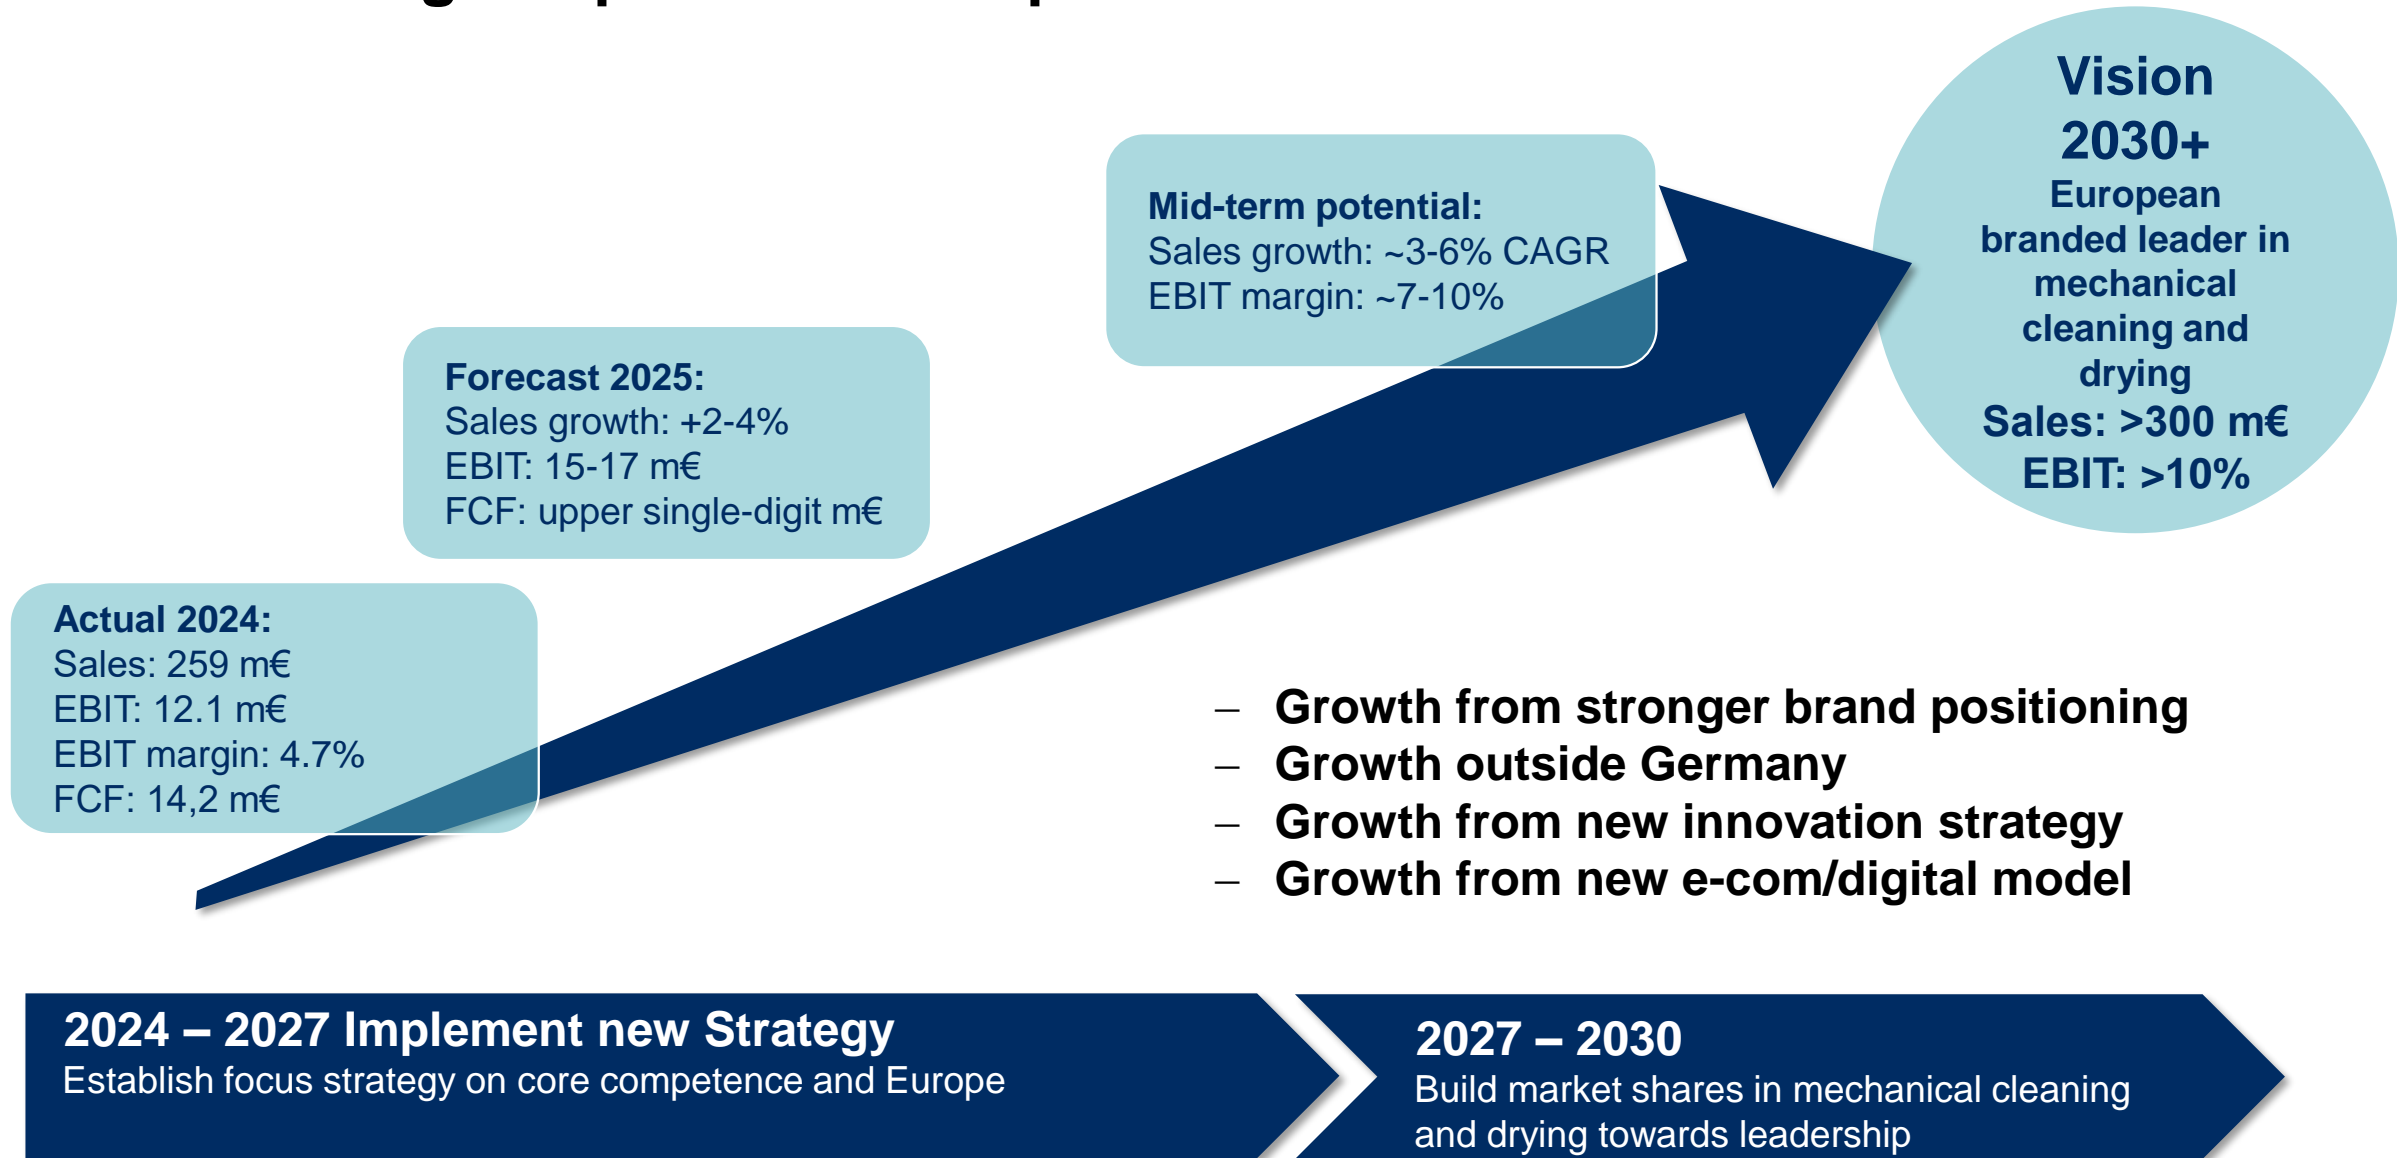 Vision
2030+
European
branded leader in
mechanical
cleaning and
drying
Sales: >300 m€
EBIT: >10%
Mid-term potential:
Sales growth: ~3-6% CAGR
EBIT margin: ~7-10%
Forecast 2025:
Sales growth: +2-4%
EBIT: 15-17 m€
FCF: upper single-digit m€
Actual 2024:
Sales: 259 m€
EBIT: 12.1 m€
EBIT margin: 4.7%
FCF: 14,2 m€
– Growth from stronger brand positioning
– Growth outside Germany
– Growth from new innovation strategy
– Growth from new e-com/digital model
2024 – 2027 Implement new Strategy
Establish focus strategy on core competence and Europe
2027 – 2030
Build market shares in mechanical cleaning
and drying towards leadership